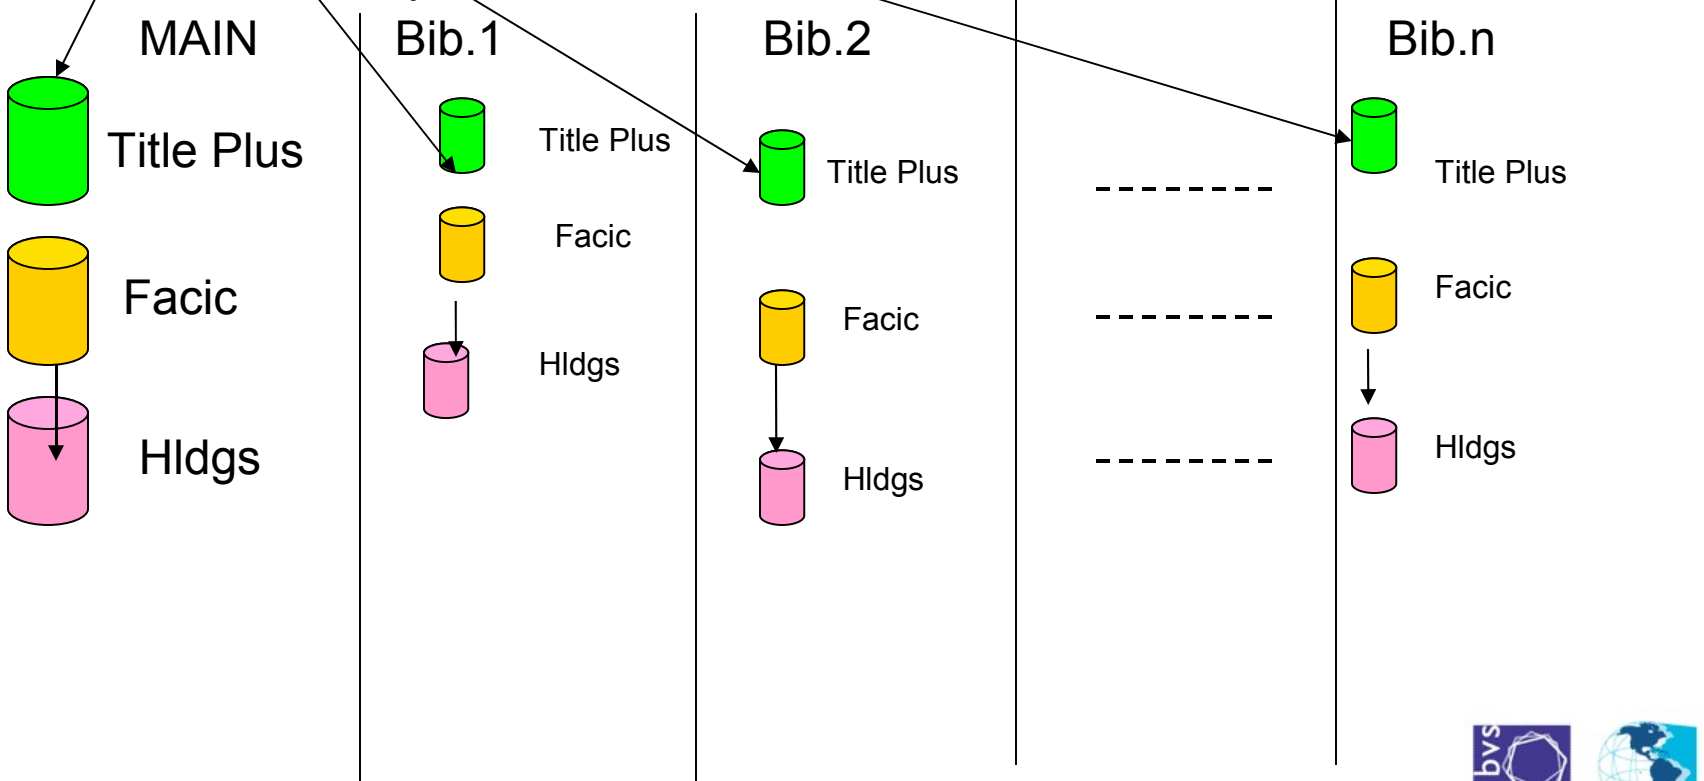 MAIN
Bib.1
Bib.2
Bib.n
Title Plus
Title Plus
Title Plus
Title Plus
Facic
Facic
Facic
Facic
Hldgs
Hldgs
Hldgs
Hldgs
bvs